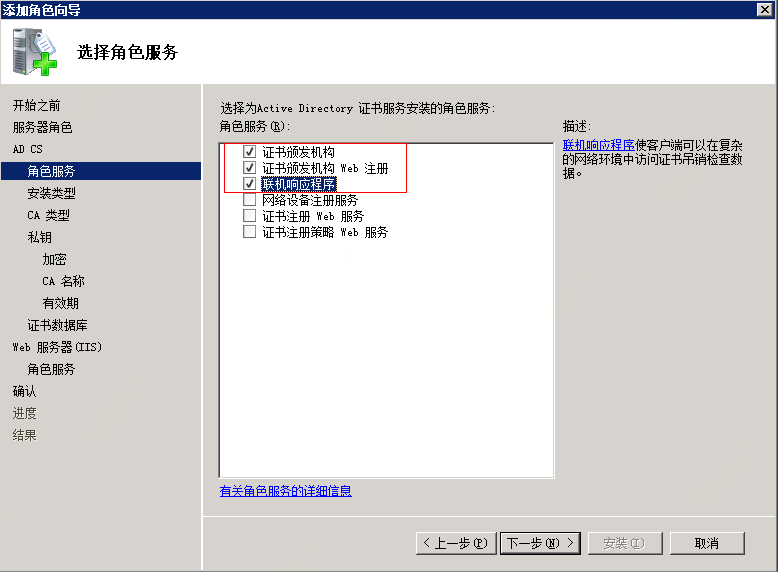 添加角色向导
选择角色服务
开始之前
服务器角色
AD CS
角色服务
安装类型
CA 类型
私钥
加密
CA 名称
有效期
证书数据库
Web 服务器(IIS)
角色服务
确认
进度
结果
选择为Active Directory 证书服务安装的角色服务:
角色服务(R):
证书颁发机构
证书颁发机构 Web 注册
联机响应程序
网络设备注册服务
证书注册 Web 服务
证书注册策略 Web 服务
描述:
联机响应程序使客户端可以在复杂
的网络环境中访问证书吊销检查数
据。
有关角色服务的详细信息
< 上一步(P)
下一步(N) >
安装(I)
取消